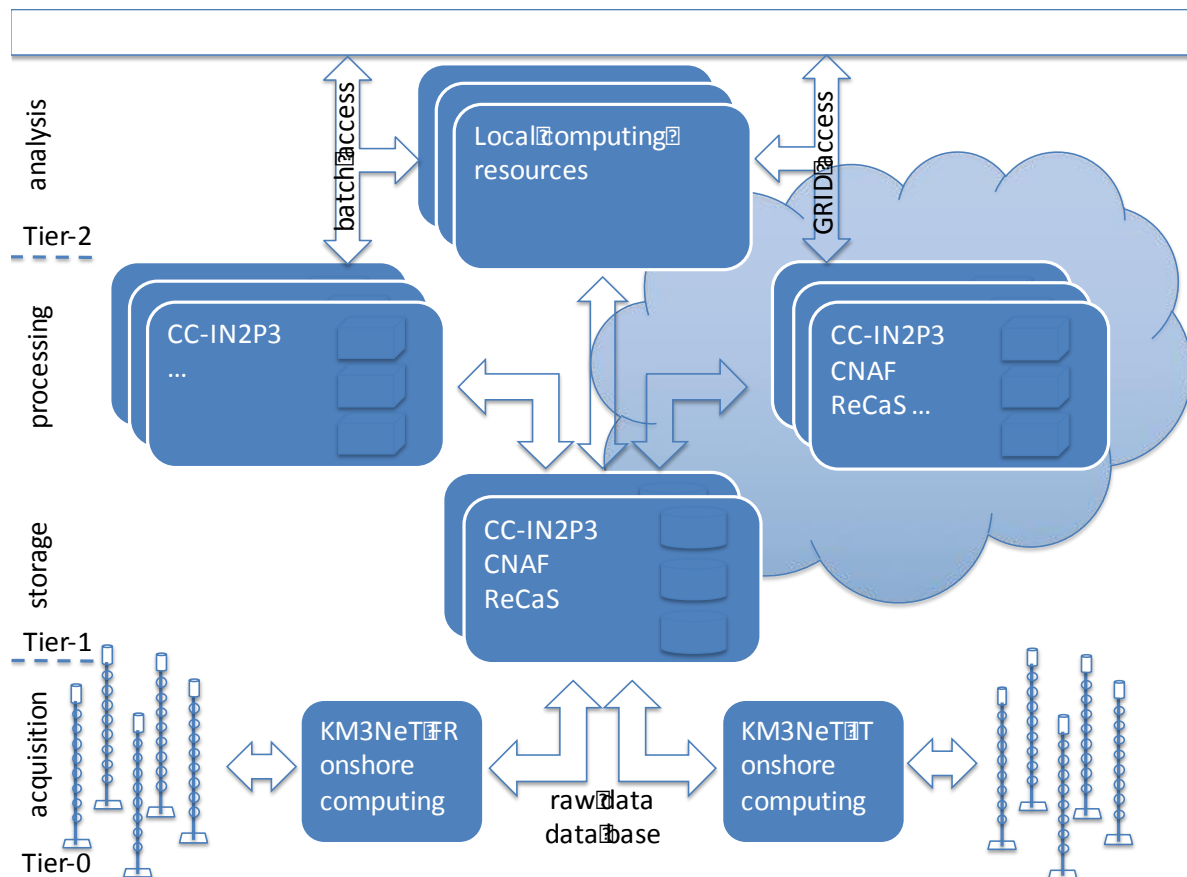 analysis
batch access
Local computing
resources
GRID access
Tier-2
processing
CC-IN2P3
...
CC-IN2P3
CNAF
ReCaS ...
storage
CC-IN2P3
CNAF
ReCaS
Tier-1
acquisition
KM3NeT FR
onshore
computing
KM3NeT IT
onshore
computing
raw data
data base
Tier-0